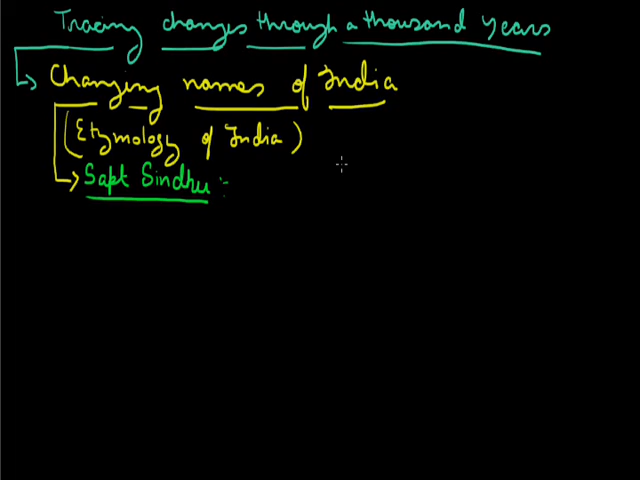 Tracing changes through a thousand years
Changing names of India
(Etymology of India)
Sapt Sindhu :-